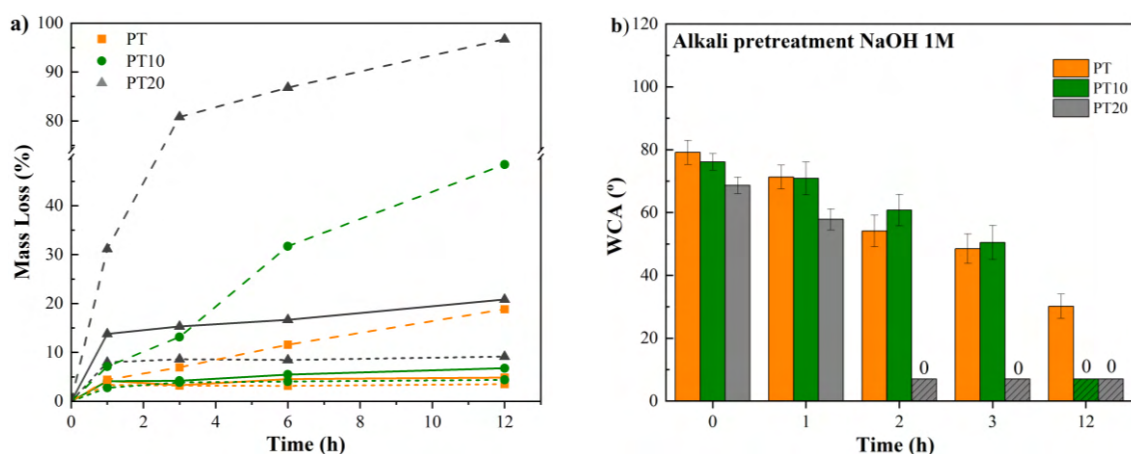 a)
PT
PT10
PT20
100
90
80
40
30
20
10
0
Mass Loss (%)
0 2 4 6 8 10 12
Time (h)
b)
Alkali pretreatment NaOH 1M
PT
PT10
PT20
120
100
80
60
40
20
0
WCA (º)
0 0 0 0
0 1 2 3 12
Time (h)